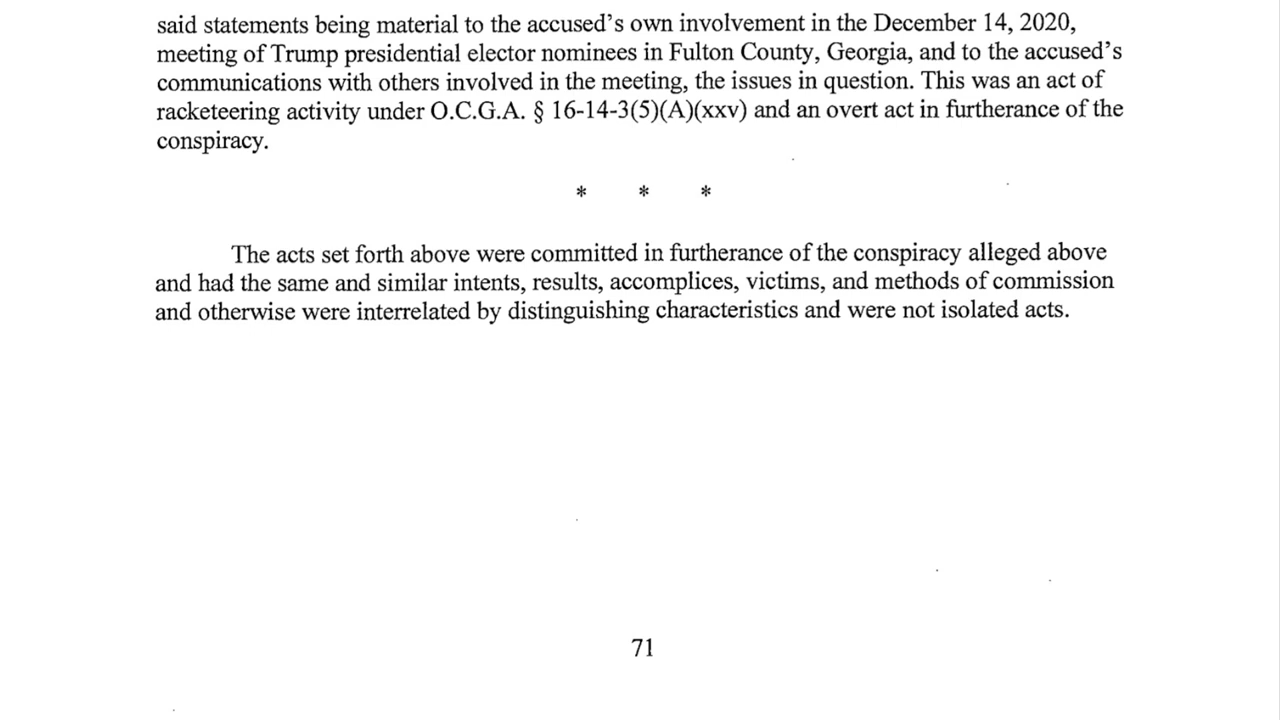 said statements being material to the accused's own involvement in the December 14, 2020,
meeting of Trump presidential elector nominees in Fulton County, Georgia, and to the accused's
communications with others involved in the meeting, the issues in question. This was an act of
racketeering activity under O.C.G.A. § 16-14-3(5)(A)(xxv) and an overt act in furtherance of the
conspiracy.
* * *
The acts set forth above were committed in furtherance of the conspiracy alleged above
and had the same and similar intents, results, accomplices, victims, and methods of commission
and otherwise were interrelated by distinguishing characteristics and were not isolated acts.
71